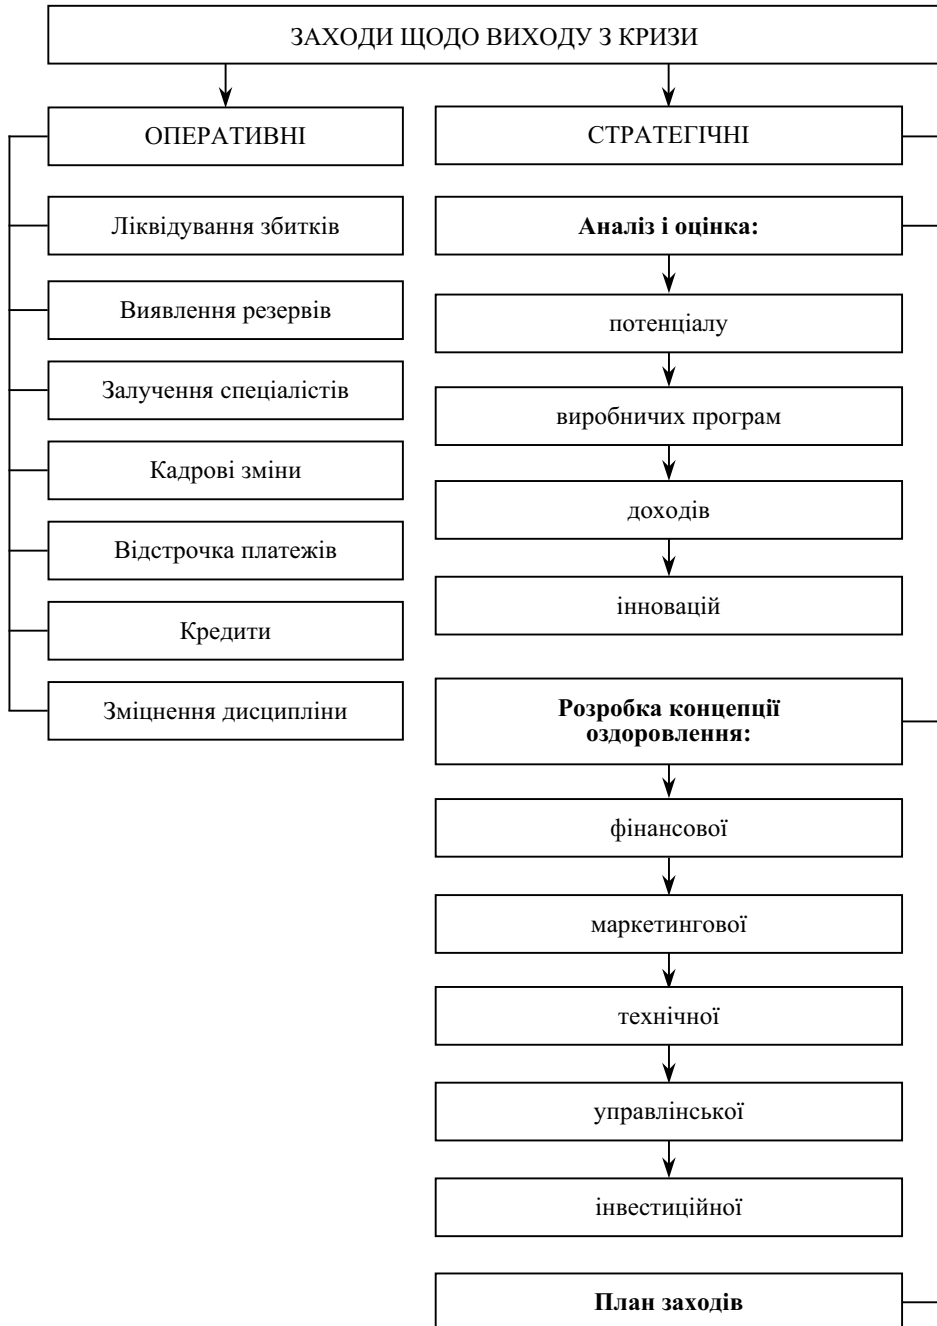 ЗАХОДИ ЩОДО ВИХОДУ З КРИЗИ
ОПЕРАТИВНІ
Ліквідування збитків
Виявлення резервів
Залучення спеціалістів
Кадрові зміни
Відстрочка платежів
Кредити
Зміцнення дисципліни
СТРАТЕГІЧНІ
Аналіз і оцінка:
потенціалу
виробничих програм
доходів
інновацій
Розробка концепції
оздоровлення:
фінансової
маркетингової
технічної
управлінської
інвестиційної
План заходів